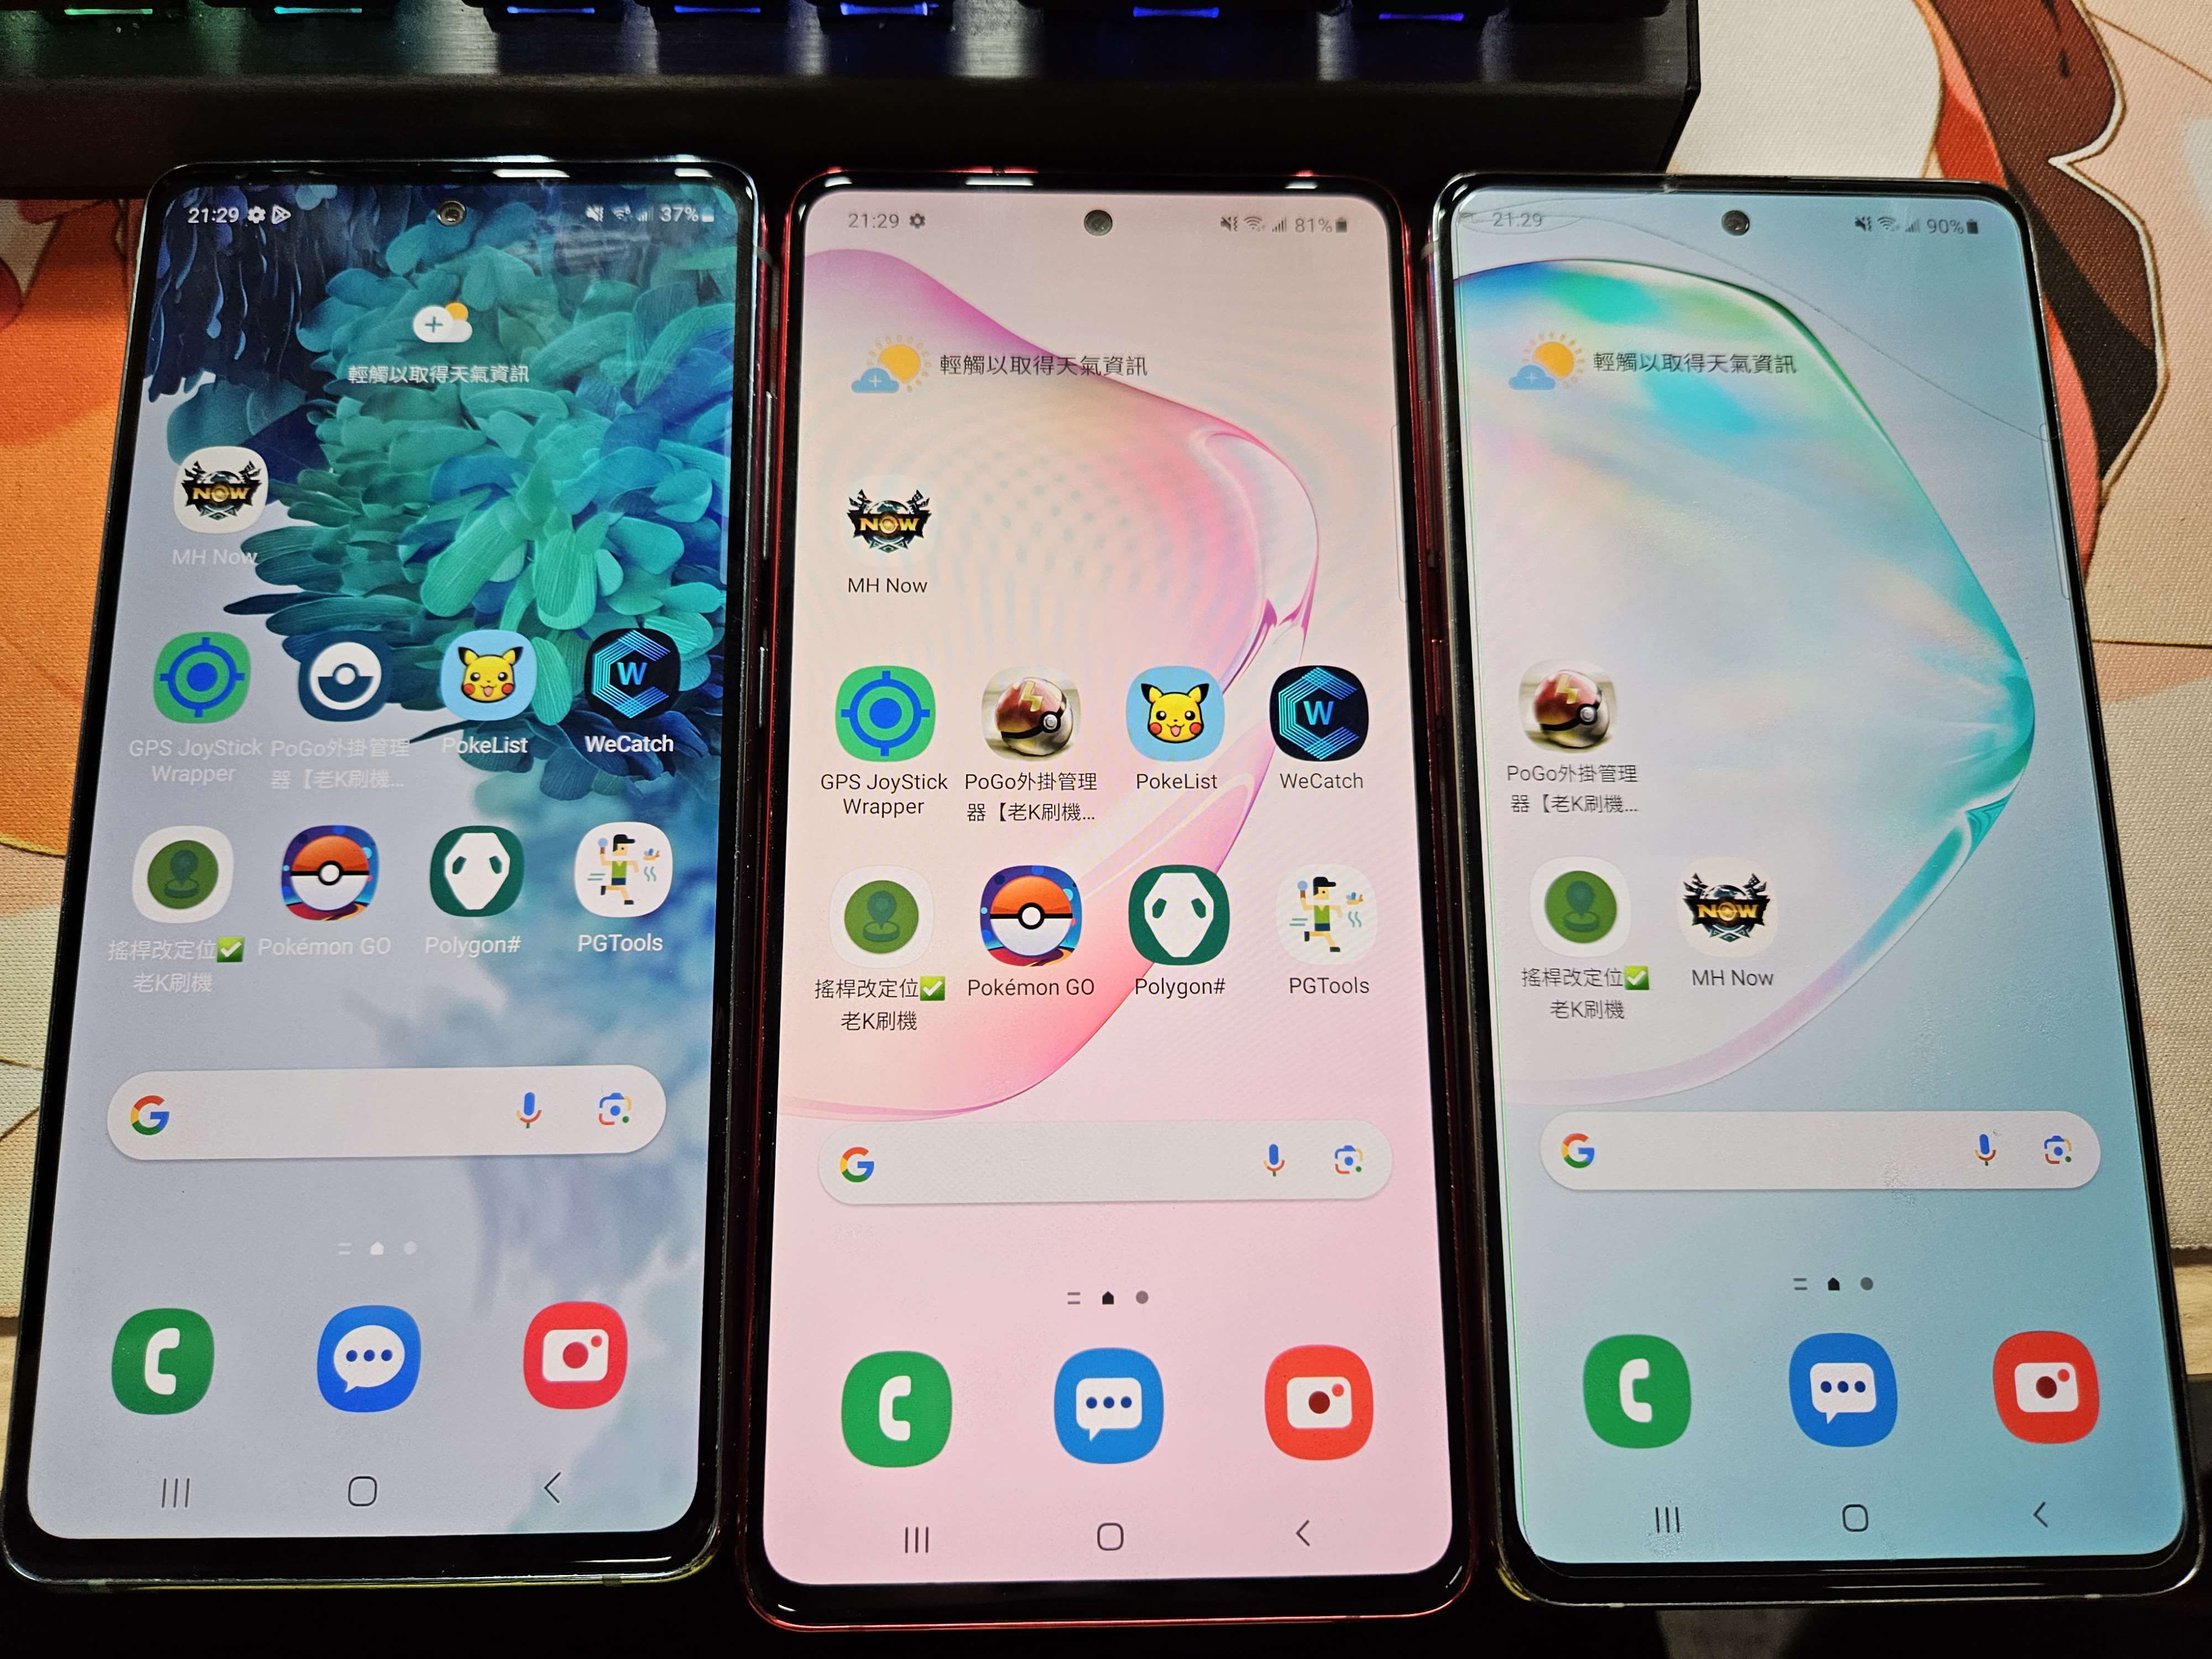 21:29
37%
輕觸以取得天氣資訊
NOW
MH Now
W
GPS JoyStick
Wrapper
PoGo外掛管理
器【老K刷機...
PokeList
WeCatch
搖桿改定位✅
老K刷機
Pokémon GO
Polygon#
PGTools
G
21:29
81%
輕觸以取得天氣資訊
NOW
MH Now
W
GPS JoyStick
Wrapper
PoGo外掛管理
器【老K刷機...
PokeList
WeCatch
搖桿改定位✅
老K刷機
Pokémon GO
Polygon#
PGTools
G
21:29
90%
輕觸以取得天氣資訊
PoGo外掛管理
器【老K刷機...
NOW
搖桿改定位✅
老K刷機
MH Now
G